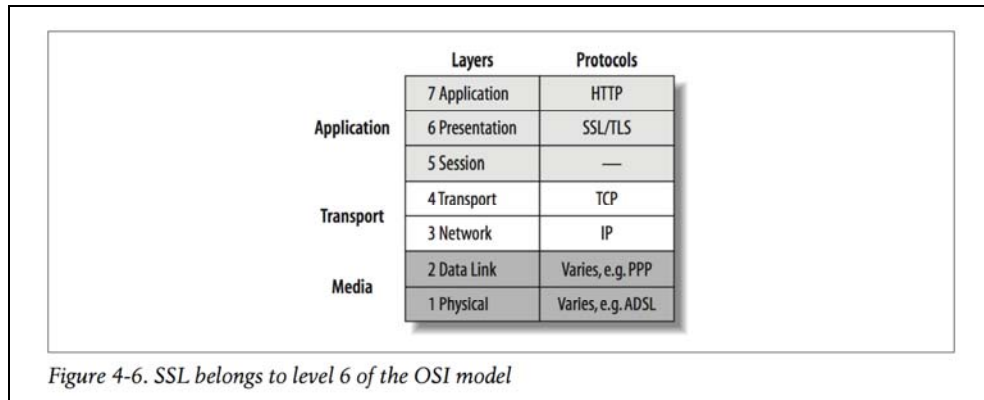 Layers Protocols
7 Application HTTP
Application 6 Presentation SSL/TLS
5 Session —
Transport 4 Transport TCP
3 Network IP
Media 2 Data Link Varies, e.g. PPP
1 Physical Varies, e.g. ADSL
Figure 4-6. SSL belongs to level 6 of the OSI model